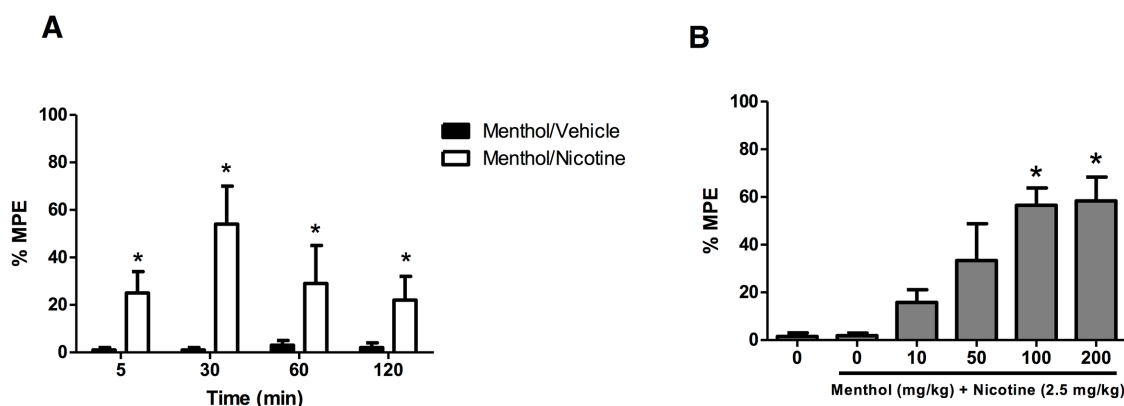 A
% MPE
100
80
60
40
20
0
* * * *
5 30 60 120
Time (min)
Menthol/Vehicle
Menthol/Nicotine
B
% MPE
100
80
60
40
20
0
* *
0 0 10 50 100 200
Menthol (mg/kg) + Nicotine (2.5 mg/kg)